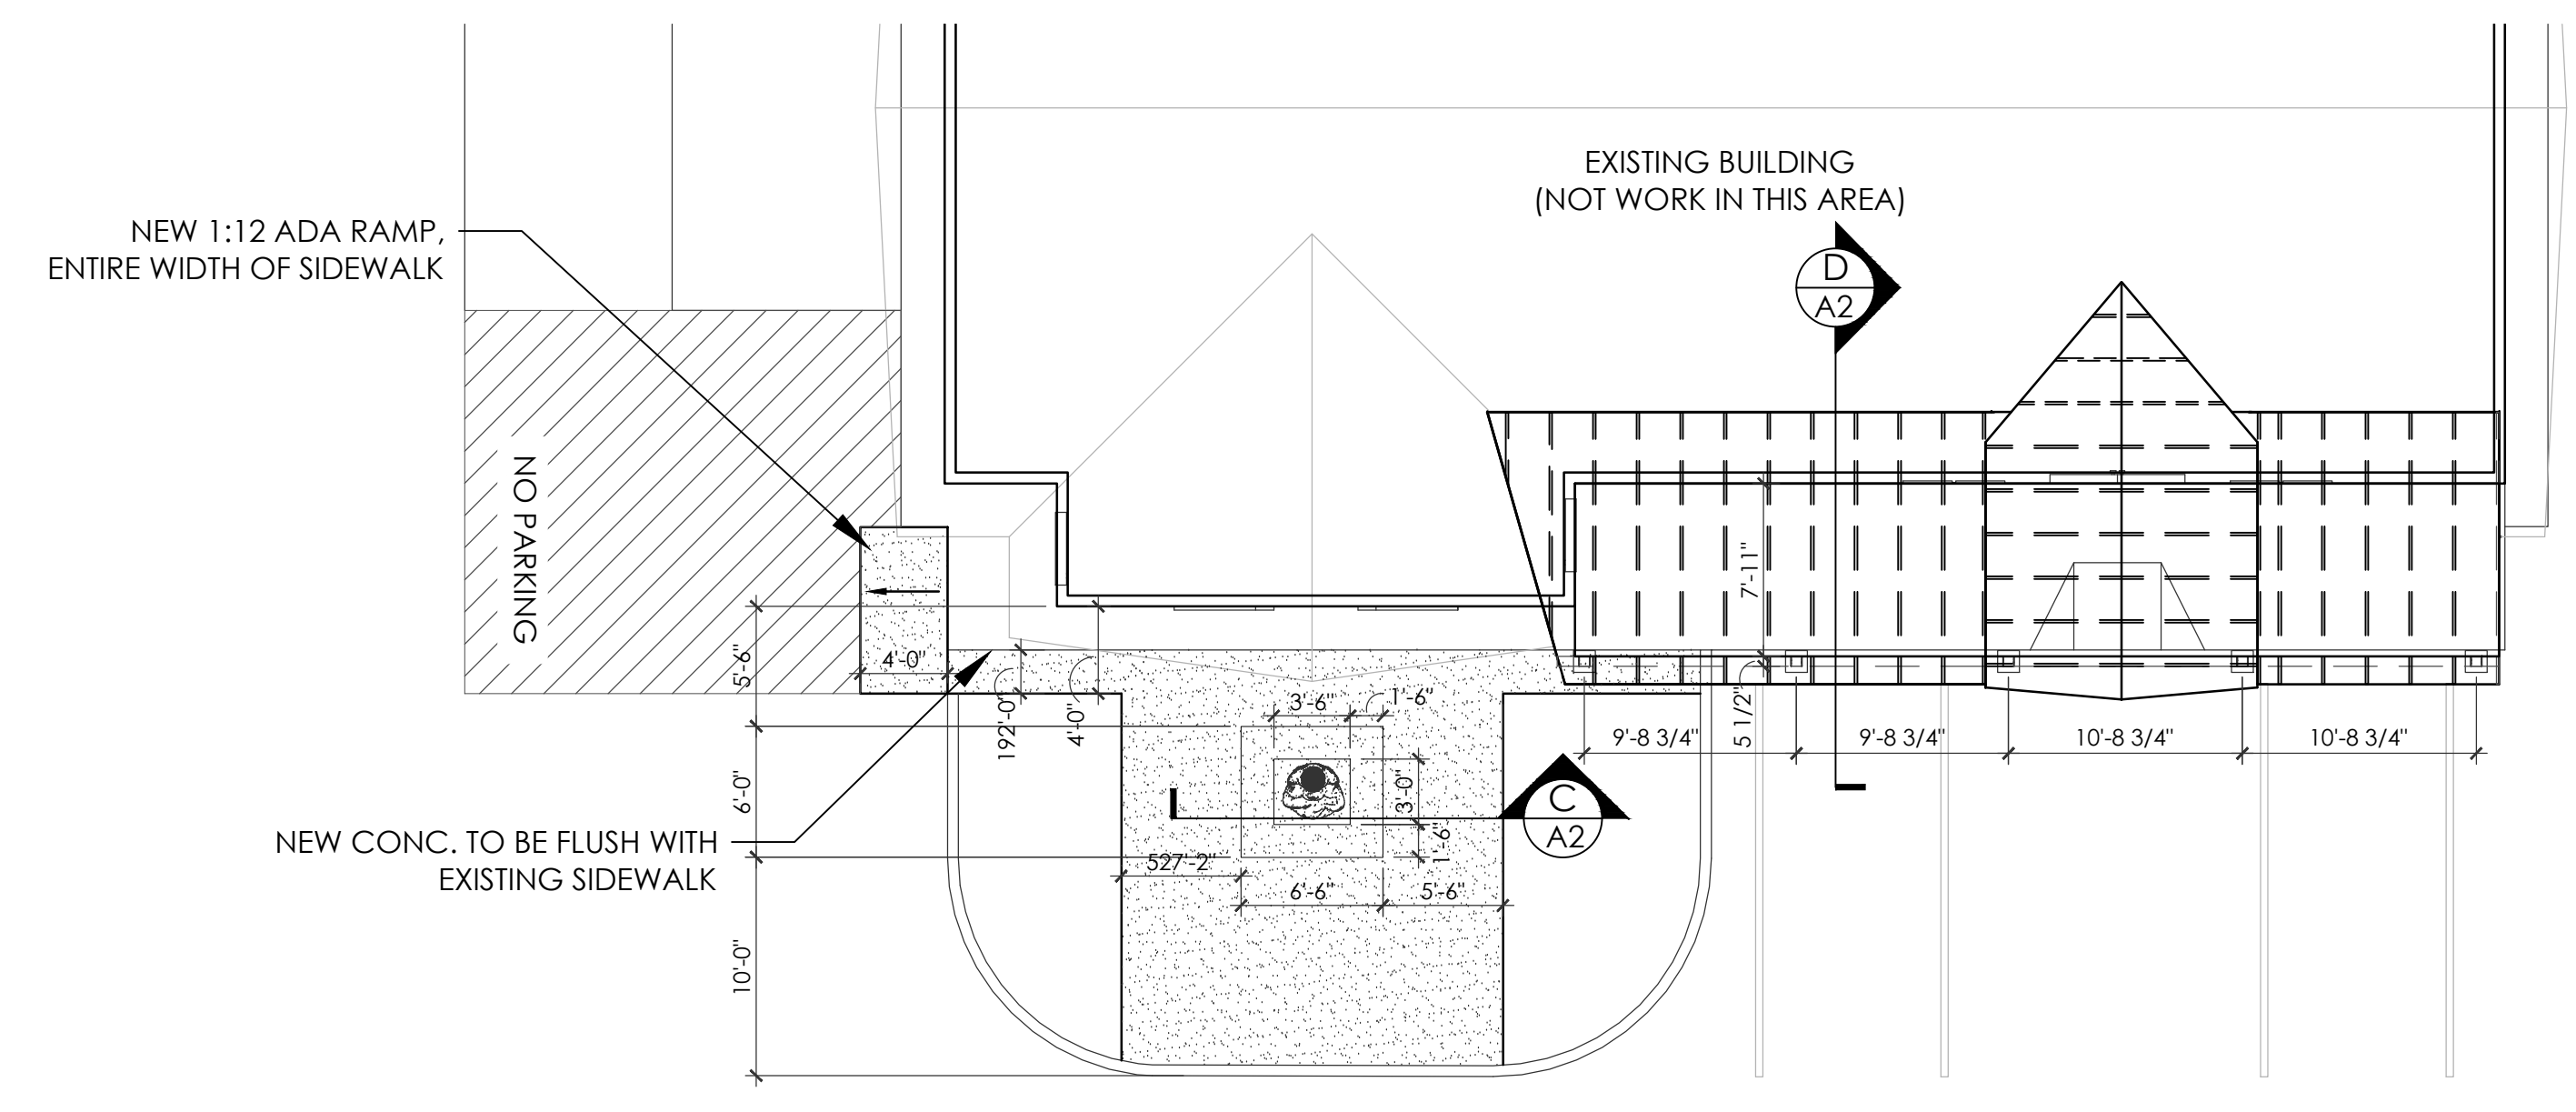 EXISTING BUILDING
(NOT WORK IN THIS AREA)
NEW 1:12 ADA RAMP,
ENTIRE WIDTH OF SIDEWALK
D
A2
NO PARKING
7'-11"
5'-6"
4'-0"
192'-0"
4'-0"
3'-6"
1'-6"
5 1/2"
9'-8 3/4"
9'-8 3/4"
10'-8 3/4"
10'-8 3/4"
6'-0"
3'-0"
C
A2
NEW CONC. TO BE FLUSH WITH
EXISTING SIDEWALK
1'-6"
527'-2"
6'-6"
5'-6"
10'-0"